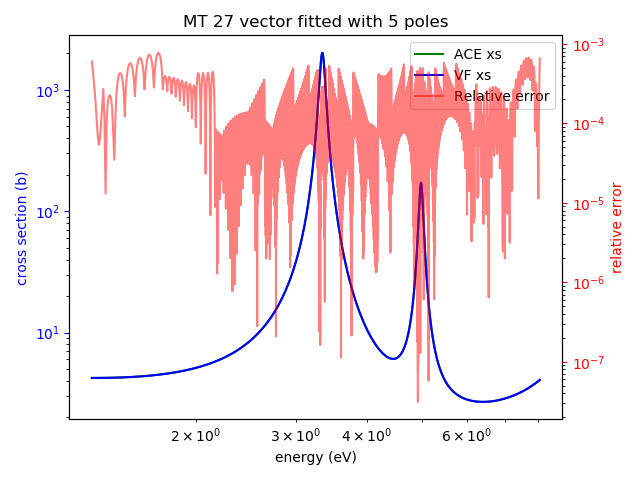 MT 27 vector fitted with 5 poles
ACE xs
VF xs
Relative error
cross section (b)
10³
10²
10¹
10⁻³
10⁻⁴
10⁻⁵
10⁻⁶
10⁻⁷
relative error
2 × 10⁰ 3 × 10⁰ 4 × 10⁰ 6 × 10⁰
energy (eV)